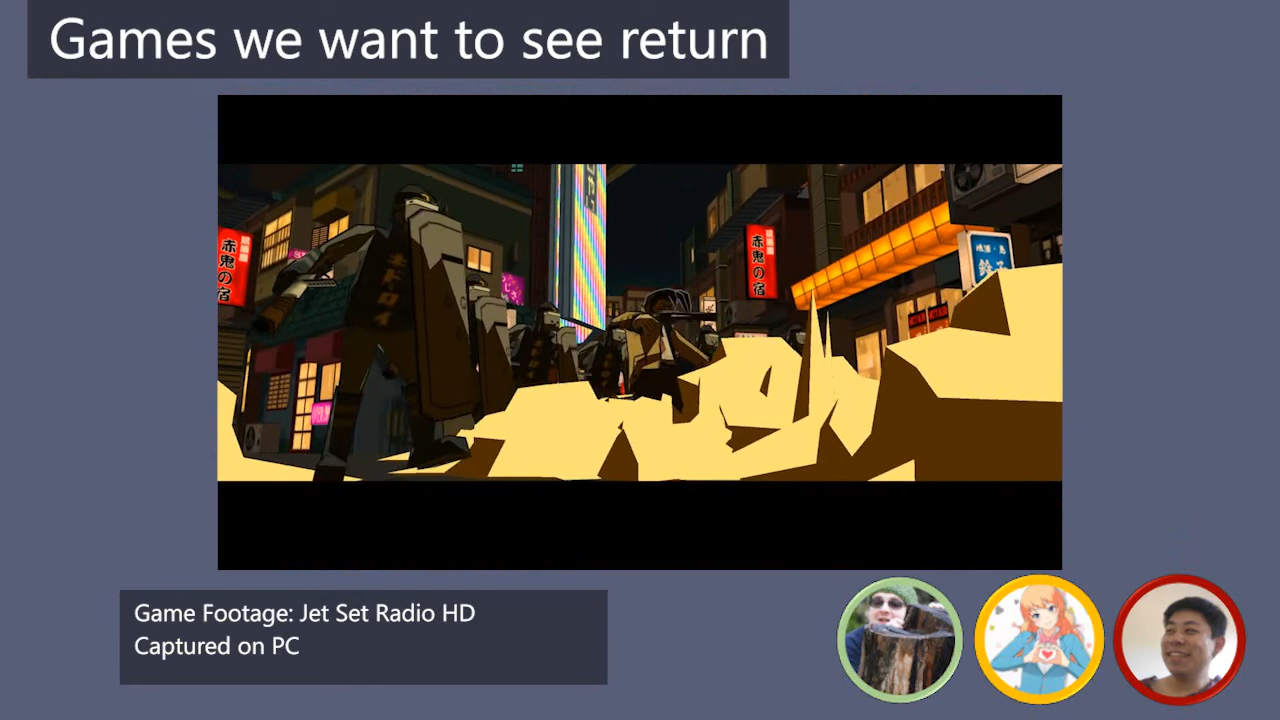 Games we want to see return
赤鬼の宿
赤鬼の宿
Game Footage: Jet Set Radio HD
Captured on PC